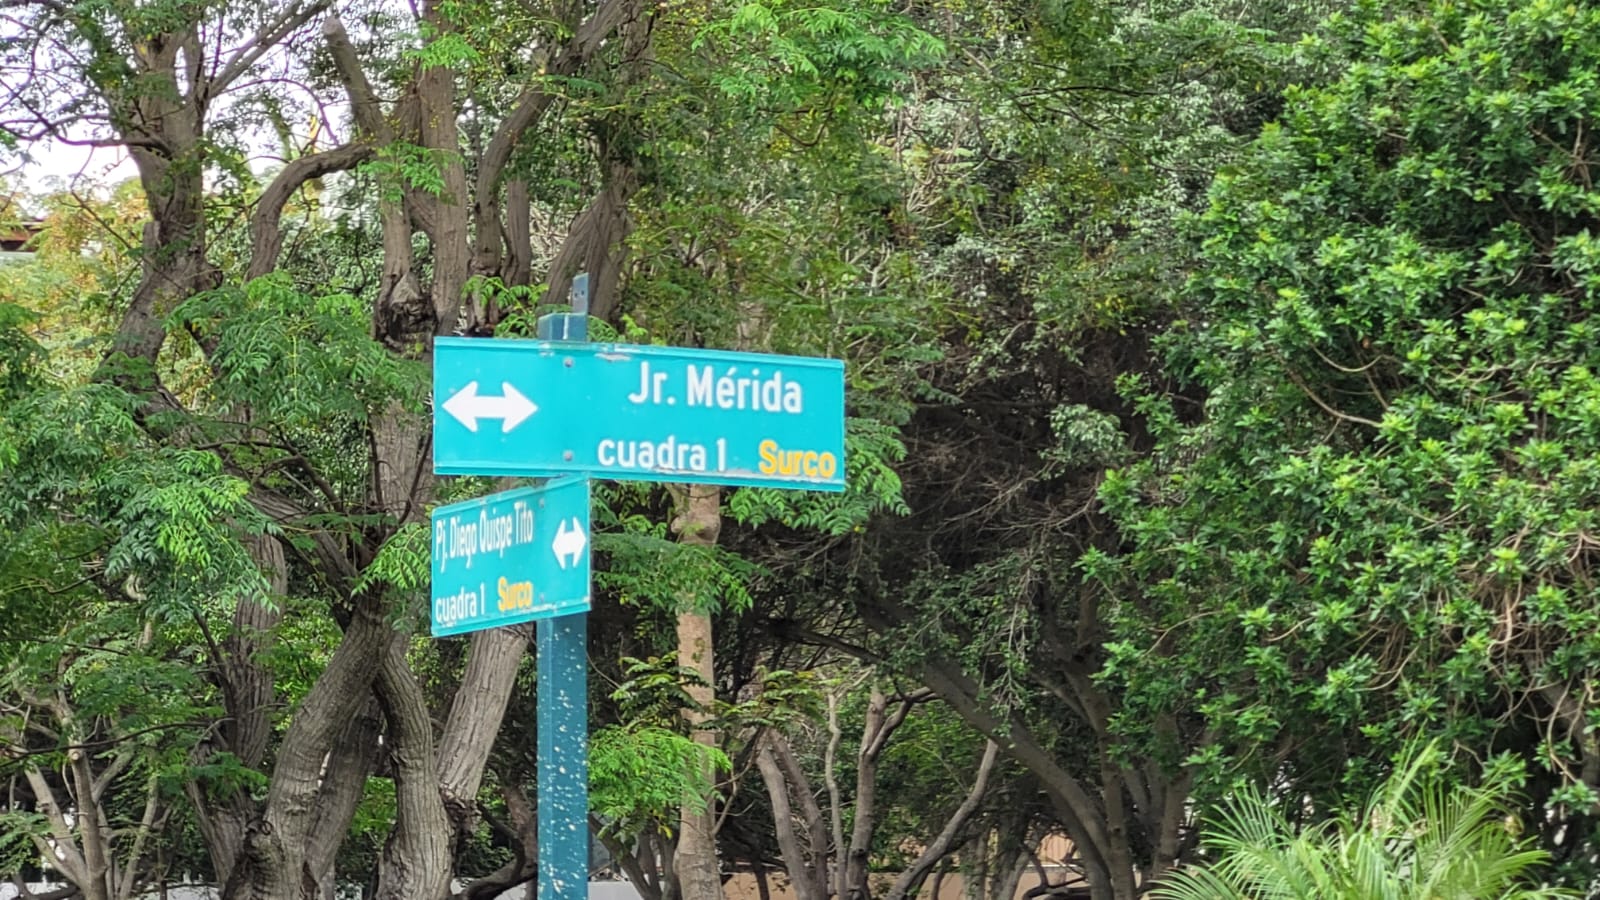 Jr. Mérida
cuadra 1 Surco
Pj. Diego Quispe Tito
cuadra 1 Surco